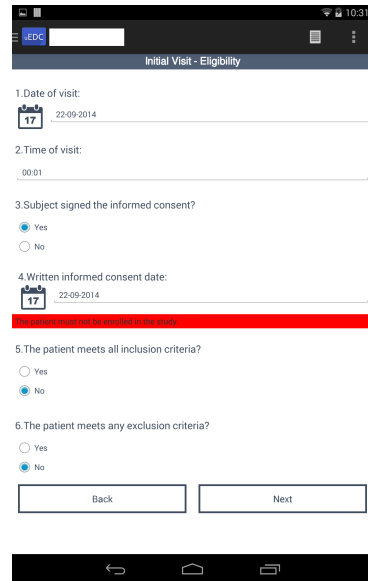 10:31
eEDC
Initial Visit - Eligibility
1.Date of visit:
17
22-09-2014
2.Time of visit:
00:01
3.Subject signed the informed consent?
Yes
No
4.Written informed consent date:
17
22-09-2014
The patient must not be enrolled in the study
5.The patient meets all inclusion criteria?
Yes
No
6.The patient meets any exclusion criteria?
Yes
No
Back Next